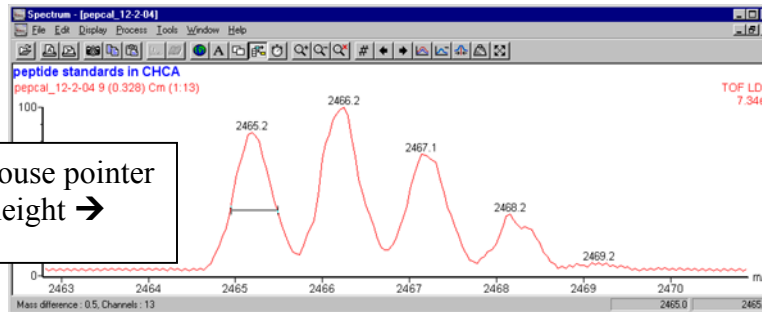 Spectrum - [pepcal_12-2-04]
File Edit Display Process Tools Window Help
peptide standards in CHCA
pepcal_12-2-04 9 (0.328) Cm (1:13)
TOF LD
100
2466.2
2465.2
2467.1
2468.2
2469.2
ouse pointer
eight →
0
2463 2464 2465 2466 2467 2468 2469 2470
Mass difference : 0.5, Channels : 13
2465.0 2465